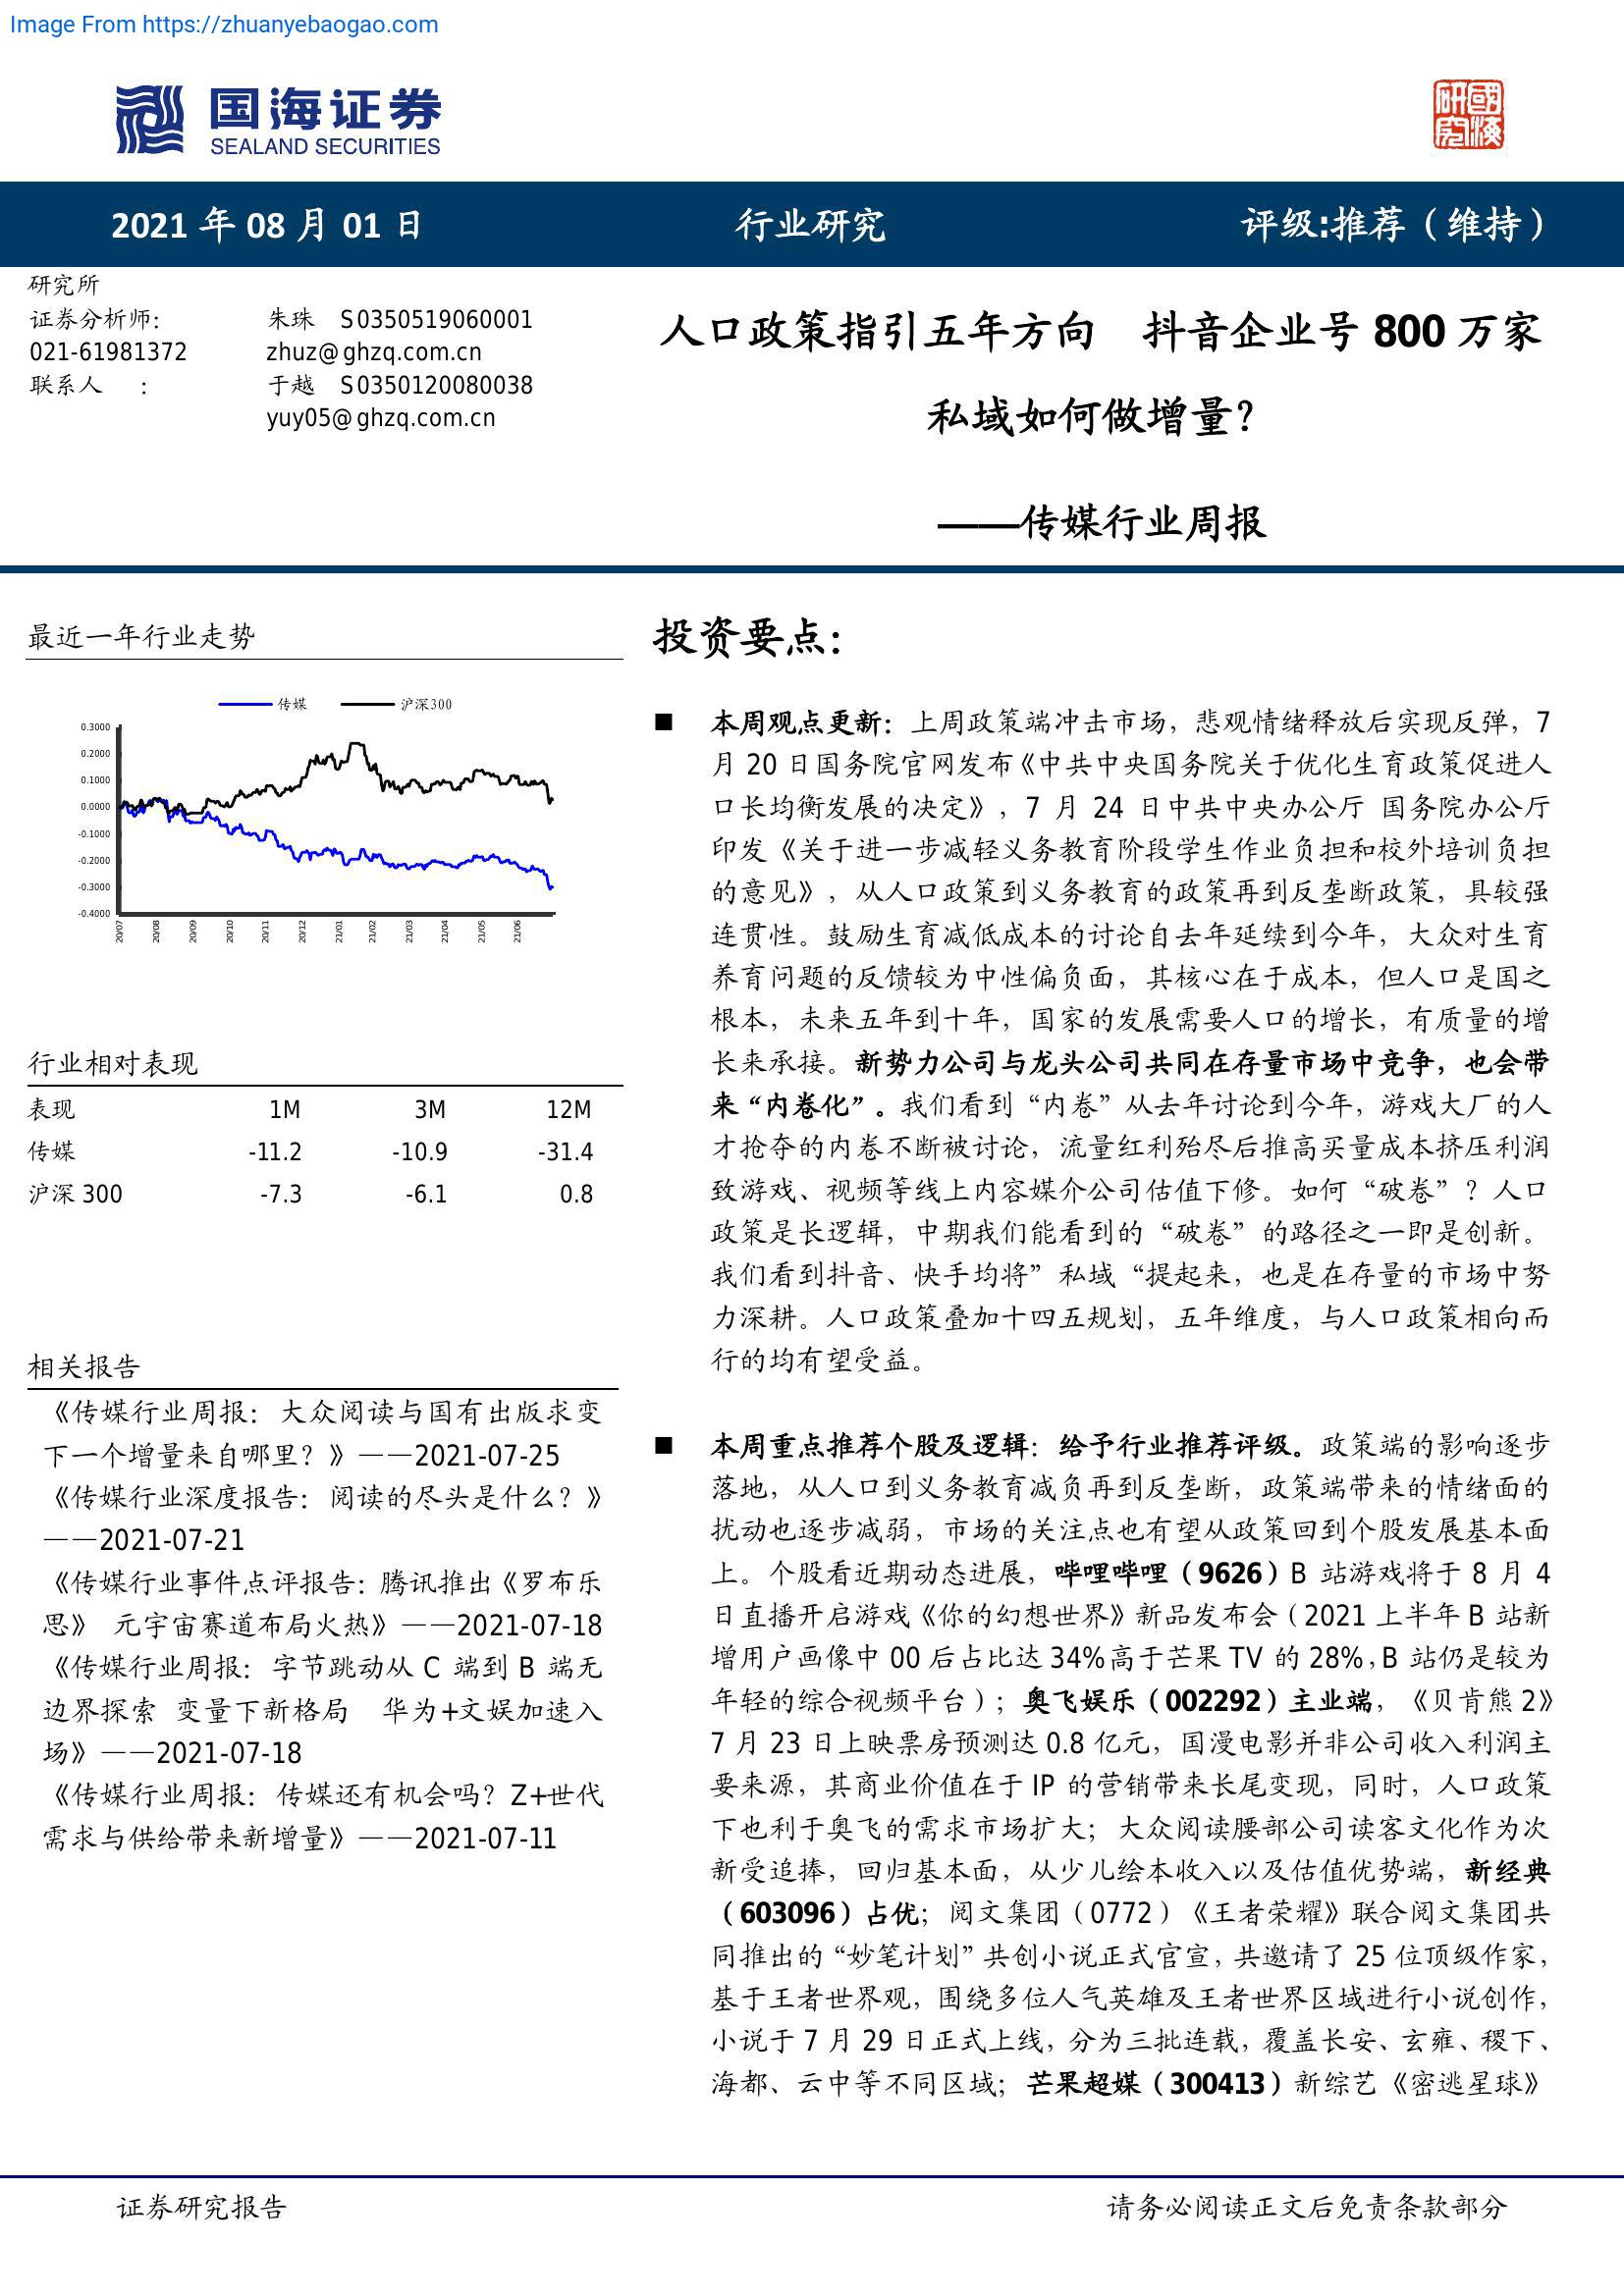 Image From https://zhuanyebaogao.com
国海证券
SEALAND SECURITIES
研國
究海
2021 年 08 月 01 日 行业研究 评级:推荐（维持）
研究所
证券分析师: 朱珠 S0350519060001
021-61981372 zhuz@ghzq.com.cn
联系人 : 于越 S0350120080038
yuy05@ghzq.com.cn
人口政策指引五年方向 抖音企业号 800 万家
私域如何做增量？
——传媒行业周报
最近一年行业走势
传媒 沪深300
0.3000
0.2000
0.1000
0.0000
-0.1000
-0.2000
-0.3000
-0.4000
20/07 20/08 20/09 20/10 20/11 20/12 21/01 21/02 21/03 21/04 21/05 21/06
行业相对表现
表现 1M 3M 12M
传媒 -11.2 -10.9 -31.4
沪深 300 -7.3 -6.1 0.8
相关报告
《传媒行业周报：大众阅读与国有出版求变
下一个增量来自哪里？》——2021-07-25
《传媒行业深度报告：阅读的尽头是什么？》
——2021-07-21
《传媒行业事件点评报告：腾讯推出《罗布乐
思》 元宇宙赛道布局火热》——2021-07-18
《传媒行业周报：字节跳动从 C 端到 B 端无
边界探索 变量下新格局 华为+文娱加速入
场》——2021-07-18
《传媒行业周报：传媒还有机会吗？Z+世代
需求与供给带来新增量》——2021-07-11
投资要点：
■ 本周观点更新：上周政策端冲击市场，悲观情绪释放后实现反弹，7
月 20 日国务院官网发布《中共中央国务院关于优化生育政策促进人
口长均衡发展的决定》，7 月 24 日中共中央办公厅 国务院办公厅
印发《关于进一步减轻义务教育阶段学生作业负担和校外培训负担
的意见》，从人口政策到义务教育的政策再到反垄断政策，具较强
连贯性。鼓励生育减低成本的讨论自去年延续到今年，大众对生育
养育问题的反馈较为中性偏负面，其核心在于成本，但人口是国之
根本，未来五年到十年，国家的发展需要人口的增长，有质量的增
长来承接。新势力公司与龙头公司共同在存量市场中竞争，也会带
来“内卷化”。我们看到“内卷”从去年讨论到今年，游戏大厂的人
才抢夺的内卷不断被讨论，流量红利殆尽后推高买量成本挤压利润
致游戏、视频等线上内容媒介公司估值下修。如何“破卷”？人口
政策是长逻辑，中期我们能看到的“破卷”的路径之一即是创新。
我们看到抖音、快手均将”私域“提起来，也是在存量的市场中努
力深耕。人口政策叠加十四五规划，五年维度，与人口政策相向而
行的均有望受益。
■ 本周重点推荐个股及逻辑：给予行业推荐评级。政策端的影响逐步
落地，从人口到义务教育减负再到反垄断，政策端带来的情绪面的
扰动也逐步减弱，市场的关注点也有望从政策回到个股发展基本面
上。个股看近期动态进展，哔哩哔哩（9626）B 站游戏将于 8 月 4
日直播开启游戏《你的幻想世界》新品发布会（2021 上半年 B 站新
增用户画像中 00 后占比达 34%高于芒果 TV 的 28%，B 站仍是较为
年轻的综合视频平台）；奥飞娱乐（002292）主业端，《贝肯熊 2》
7 月 23 日上映票房预测达 0.8 亿元，国漫电影并非公司收入利润主
要来源，其商业价值在于 IP 的营销带来长尾变现，同时，人口政策
下也利于奥飞的需求市场扩大；大众阅读腰部公司读客文化作为次
新受追捧，回归基本面，从少儿绘本收入以及估值优势端，新经典
（603096）占优；阅文集团（0772）《王者荣耀》联合阅文集团共
同推出的“妙笔计划”共创小说正式官宣，共邀请了 25 位顶级作家，
基于王者世界观，围绕多位人气英雄及王者世界区域进行小说创作，
小说于 7 月 29 日正式上线，分为三批连载，覆盖长安、玄雍、稷下、
海都、云中等不同区域；芒果超媒（300413）新综艺《密逃星球》
证券研究报告 请务必阅读正文后免责条款部分